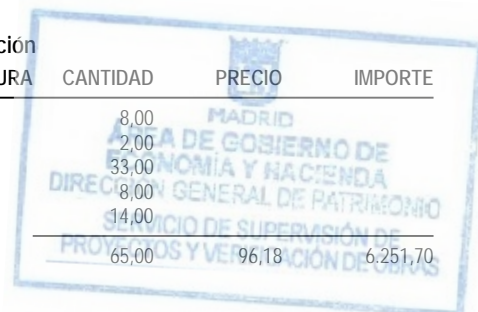 ción
URA CANTIDAD PRECIO IMPORTE
8,00
MADRID
2,00
ÁREA DE GOBIERNO DE
33,00
ECONOMÍA Y HACIENDA
8,00
DIRECCIÓN GENERAL DE PATRIMONIO
14,00
SERVICIO DE SUPERVISIÓN DE
65,00 96,18 6.251,70
PROYECTOS Y VERIFICACIÓN DE OBRAS